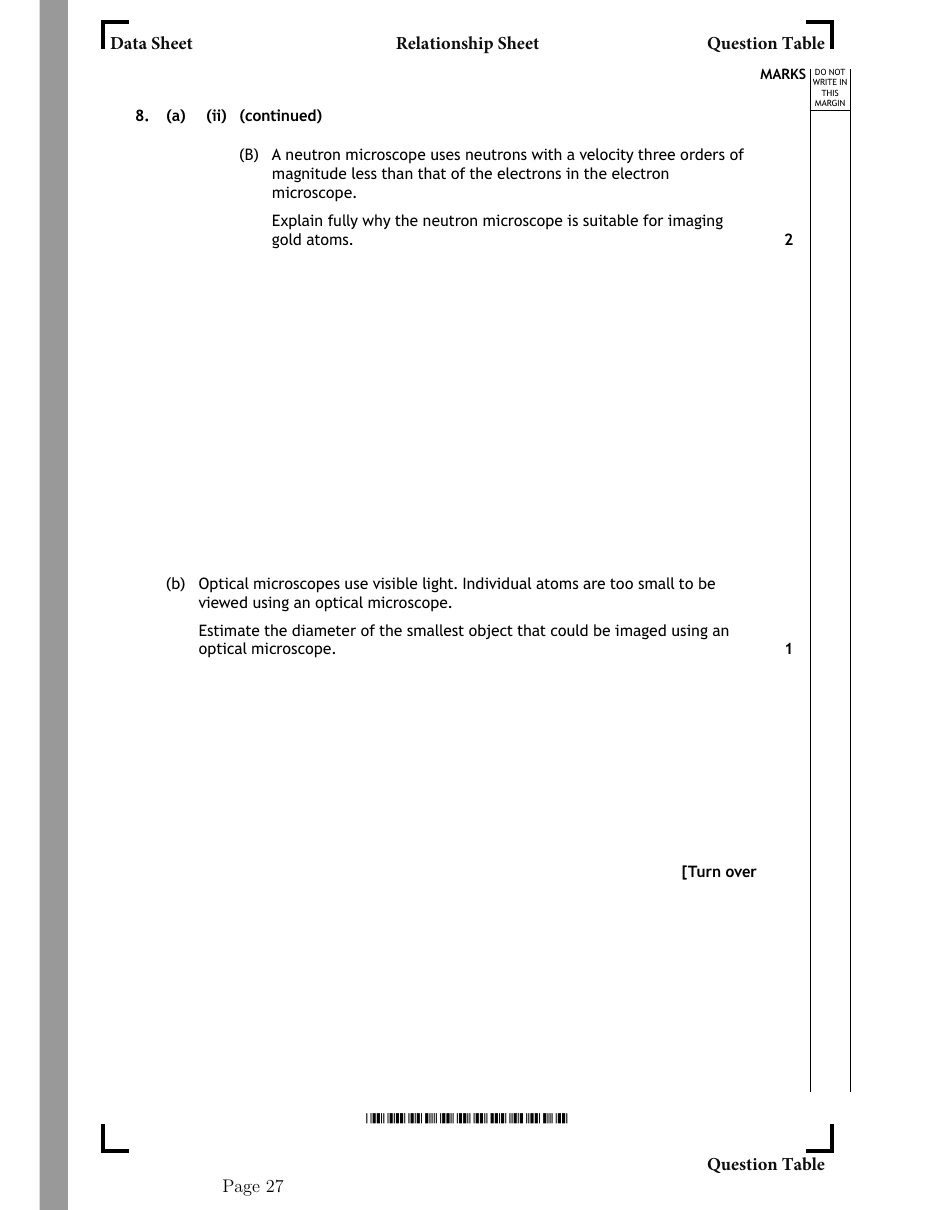 Data Sheet Relationship Sheet Question Table
MARKS
DO NOT
WRITE IN
THIS
MARGIN
8. (a) (ii) (continued)
(B) A neutron microscope uses neutrons with a velocity three orders of
magnitude less than that of the electrons in the electron
microscope.
Explain fully why the neutron microscope is suitable for imaging
gold atoms. 2
(b) Optical microscopes use visible light. Individual atoms are too small to be
viewed using an optical microscope.
Estimate the diameter of the smallest object that could be imaged using an
optical microscope. 1
[Turn over
Question Table
Page 27